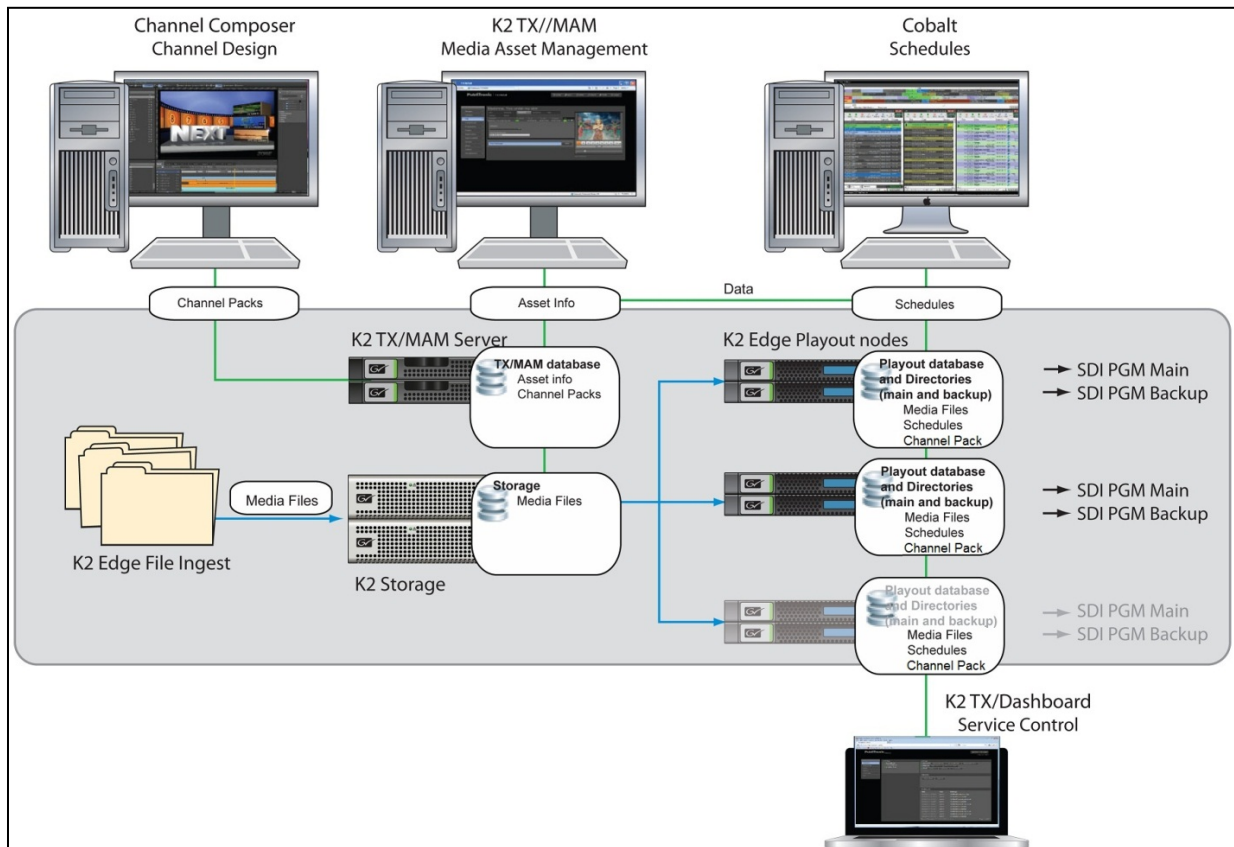 Channel Composer
Channel Design
K2 TX//MAM
Media Asset Management
Cobalt
Schedules
NEXT
Channel Packs
Asset Info
Data
Schedules
K2 TX/MAM Server
TX/MAM database
Asset info
Channel Packs
K2 Edge Playout nodes
Playout database
and Directories
(main and backup)
Media Files
Schedules
Channel Pack
SDI PGM Main
SDI PGM Backup
K2 Edge File Ingest
Media Files
K2 Storage
Storage
Media Files
Playout database
and Directories
(main and backup)
Media Files
Schedules
Channel Pack
SDI PGM Main
SDI PGM Backup
Playout database
and Directories
(main and backup)
Media Files
Schedules
Channel Pack
SDI PGM Main
SDI PGM Backup
K2 TX/Dashboard
Service Control